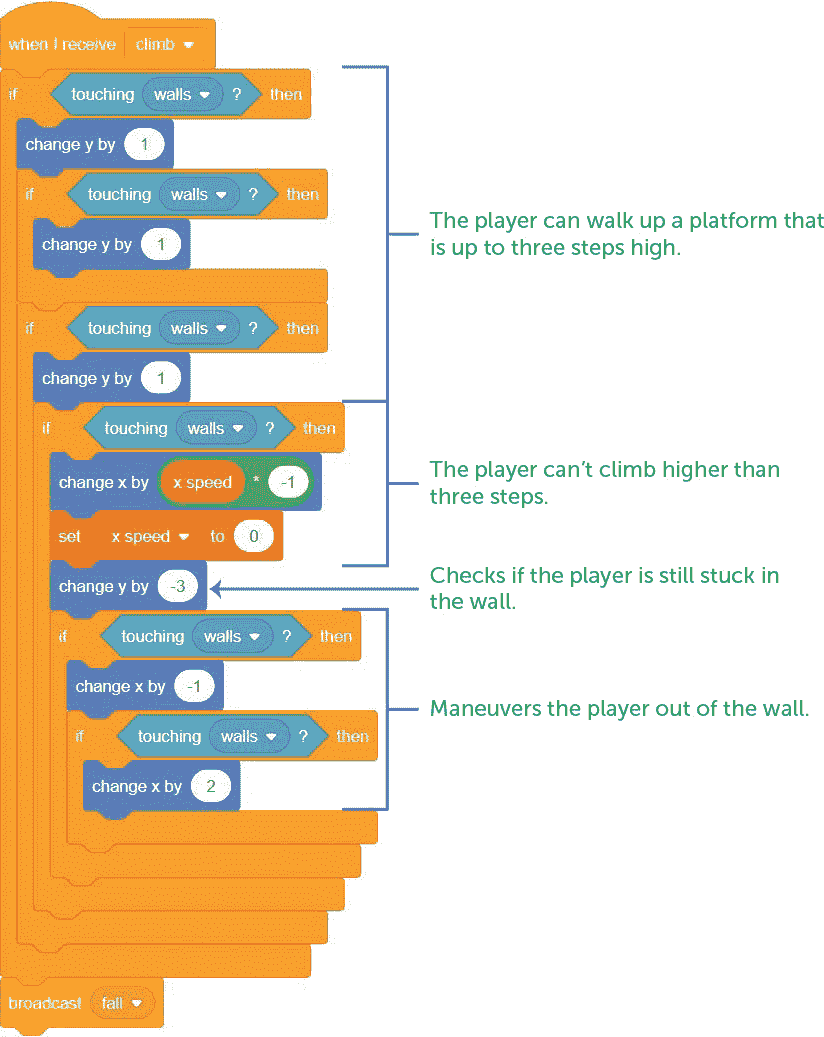 when I receive climb
if touching walls ? then
change y by 1
if touching walls ? then
change y by 1
The player can walk up a platform that
is up to three steps high.
if touching walls ? then
change y by 1
if touching walls ? then
change x by x speed * -1
The player can’t climb higher than
three steps.
set x speed to 0
change y by -3
Checks if the player is still stuck in
the wall.
if touching walls ? then
change x by -1
Maneuvers the player out of the wall.
if touching walls ? then
change x by 2
broadcast fall